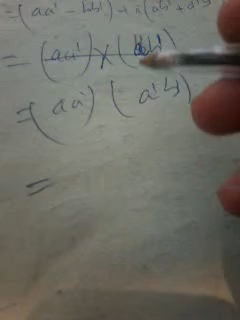 =(aa' - bb') + i(ab' + a'b
= (aa') × (bb')
=(aa') (a'b')
=